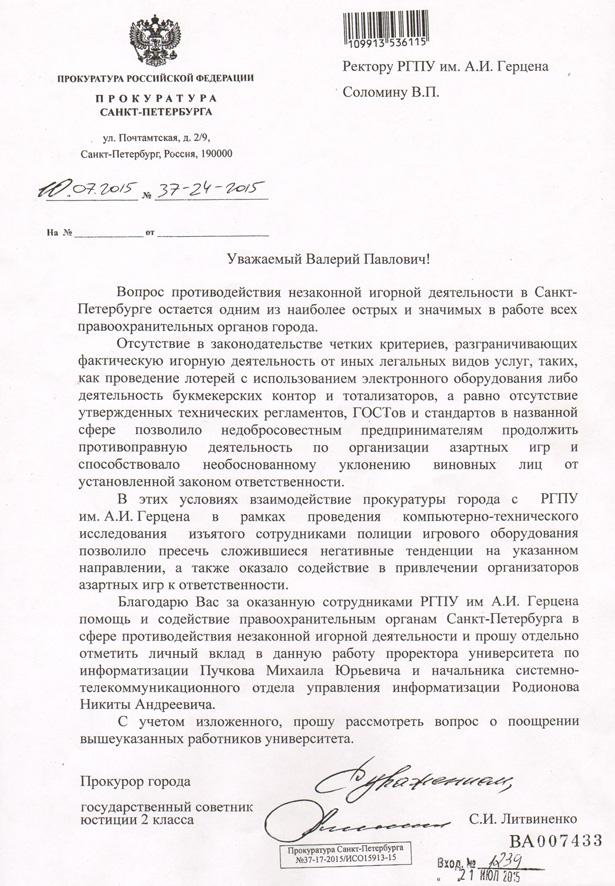 109913 536115
Ректору РГПУ им. А.И. Герцена
Соломину В.П.
ПРОКУРАТУРА РОССИЙСКОЙ ФЕДЕРАЦИИ
ПРОКУРАТУРА
САНКТ-ПЕТЕРБУРГА
ул. Почтамтская, д. 2/9,
Санкт-Петербург, Россия, 190000
10.07.2015 № 37-24-2015
На № от
Уважаемый Валерий Павлович!
Вопрос противодействия незаконной игорной деятельности в Санкт-
Петербурге остается одним из наиболее острых и значимых в работе всех
правоохранительных органов города.
Отсутствие в законодательстве четких критериев, разграничивающих
фактическую игорную деятельность от иных легальных видов услуг, таких,
как проведение лотерей с использованием электронного оборудования либо
деятельность букмекерских контор и тотализаторов, а равно отсутствие
утвержденных технических регламентов, ГОСТов и стандартов в названной
сфере позволило недобросовестным предпринимателям продолжить
противоправную деятельность по организации азартных игр и
способствовало необоснованному уклонению виновных лиц от
установленной законом ответственности.
В этих условиях взаимодействие прокуратуры города с РГПУ
им. А.И. Герцена в рамках проведения компьютерно-технического
исследования изъятого сотрудниками полиции игрового оборудования
позволило пресечь сложившиеся негативные тенденции на указанном
направлении, а также оказало содействие в привлечении организаторов
азартных игр к ответственности.
Благодарю Вас за оказанную сотрудниками РГПУ им А.И. Герцена
помощь и содействие правоохранительным органам Санкт-Петербурга в
сфере противодействия незаконной игорной деятельности и прошу отдельно
отметить личный вклад в данную работу проректора университета по
информатизации Пучкова Михаила Юрьевича и начальника системно-
телекоммуникационного отдела управления информатизации Родионова
Никиты Андреевича.
С учетом изложенного, прошу рассмотреть вопрос о поощрении
вышеуказанных работников университета.
Прокурор города
С уважением,
государственный советник
юстиции 2 класса
С.И. Литвиненко
ВА007433
Прокуратура Санкт-Петербурга
№37-17-2015/ИСО15913-15
Вход. № 1239
21 ИЮЛ 2015